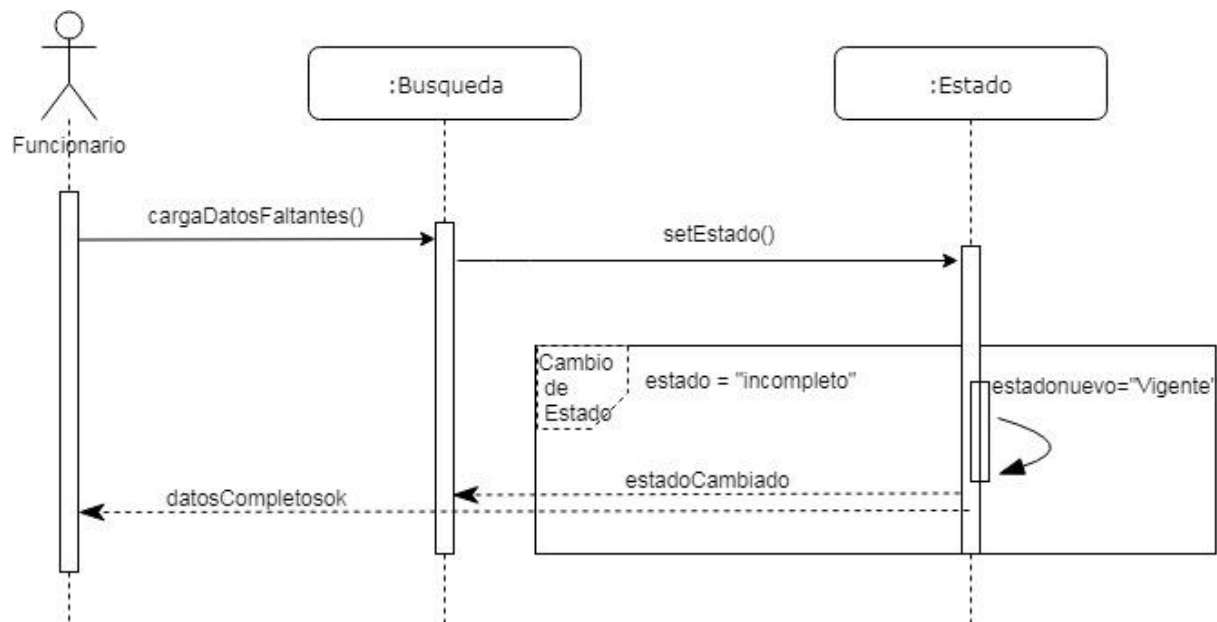 :Busqueda
:Estado
Funcionario
cargaDatosFaltantes()
setEstado()
Cambio
de
Estado
estado = "incompleto"
estadonuevo="Vigente'
estadoCambiado
datosCompletosok